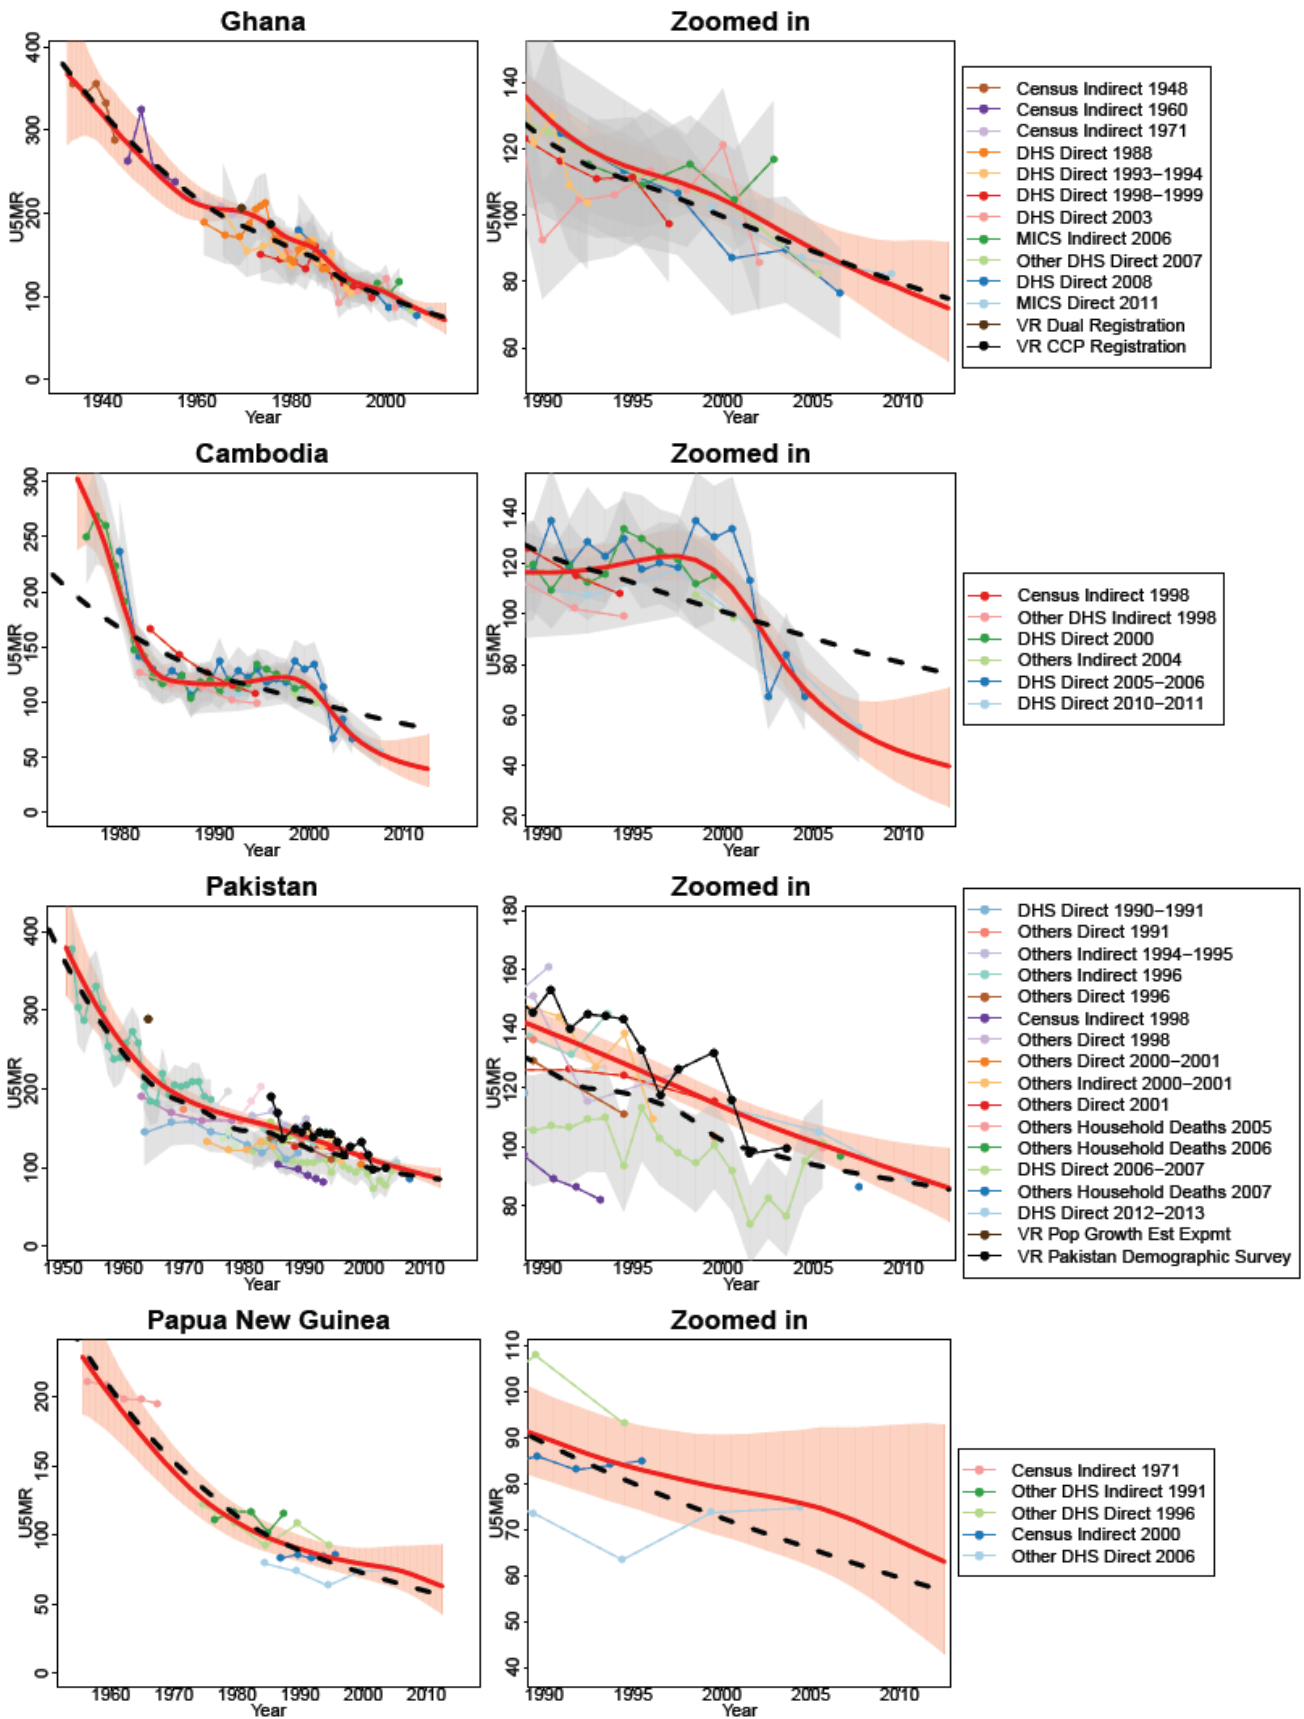 Ghana
Zoomed in
U5MR
400
300
200
100
0
1940 1960 1980 2000
Year
U5MR
140
120
100
80
60
1990 1995 2000 2005 2010
Year
Census Indirect 1948
Census Indirect 1960
Census Indirect 1971
DHS Direct 1988
DHS Direct 1993−1994
DHS Direct 1998−1999
DHS Direct 2003
MICS Indirect 2006
Other DHS Direct 2007
DHS Direct 2008
MICS Direct 2011
VR Dual Registration
VR CCP Registration
Cambodia
Zoomed in
U5MR
300
250
200
150
100
50
0
1980 1990 2000 2010
Year
U5MR
140
120
100
80
60
40
20
1990 1995 2000 2005 2010
Year
Census Indirect 1998
Other DHS Indirect 1998
DHS Direct 2000
Others Indirect 2004
DHS Direct 2005−2006
DHS Direct 2010−2011
Pakistan
Zoomed in
U5MR
400
300
200
100
0
1950 1960 1970 1980 1990 2000 2010
Year
U5MR
180
160
140
120
100
80
1990 1995 2000 2005 2010
Year
DHS Direct 1990−1991
Others Direct 1991
Others Indirect 1994−1995
Others Indirect 1996
Others Direct 1996
Census Indirect 1998
Others Direct 1998
Others Direct 2000−2001
Others Indirect 2000−2001
Others Direct 2001
Others Household Deaths 2005
Others Household Deaths 2006
DHS Direct 2006−2007
Others Household Deaths 2007
DHS Direct 2012−2013
VR Pop Growth Est Expmt
VR Pakistan Demographic Survey
Papua New Guinea
Zoomed in
U5MR
200
150
100
50
0
1960 1970 1980 1990 2000 2010
Year
U5MR
110
100
90
80
70
60
50
40
1990 1995 2000 2005 2010
Year
Census Indirect 1971
Other DHS Indirect 1991
Other DHS Direct 1996
Census Indirect 2000
Other DHS Direct 2006